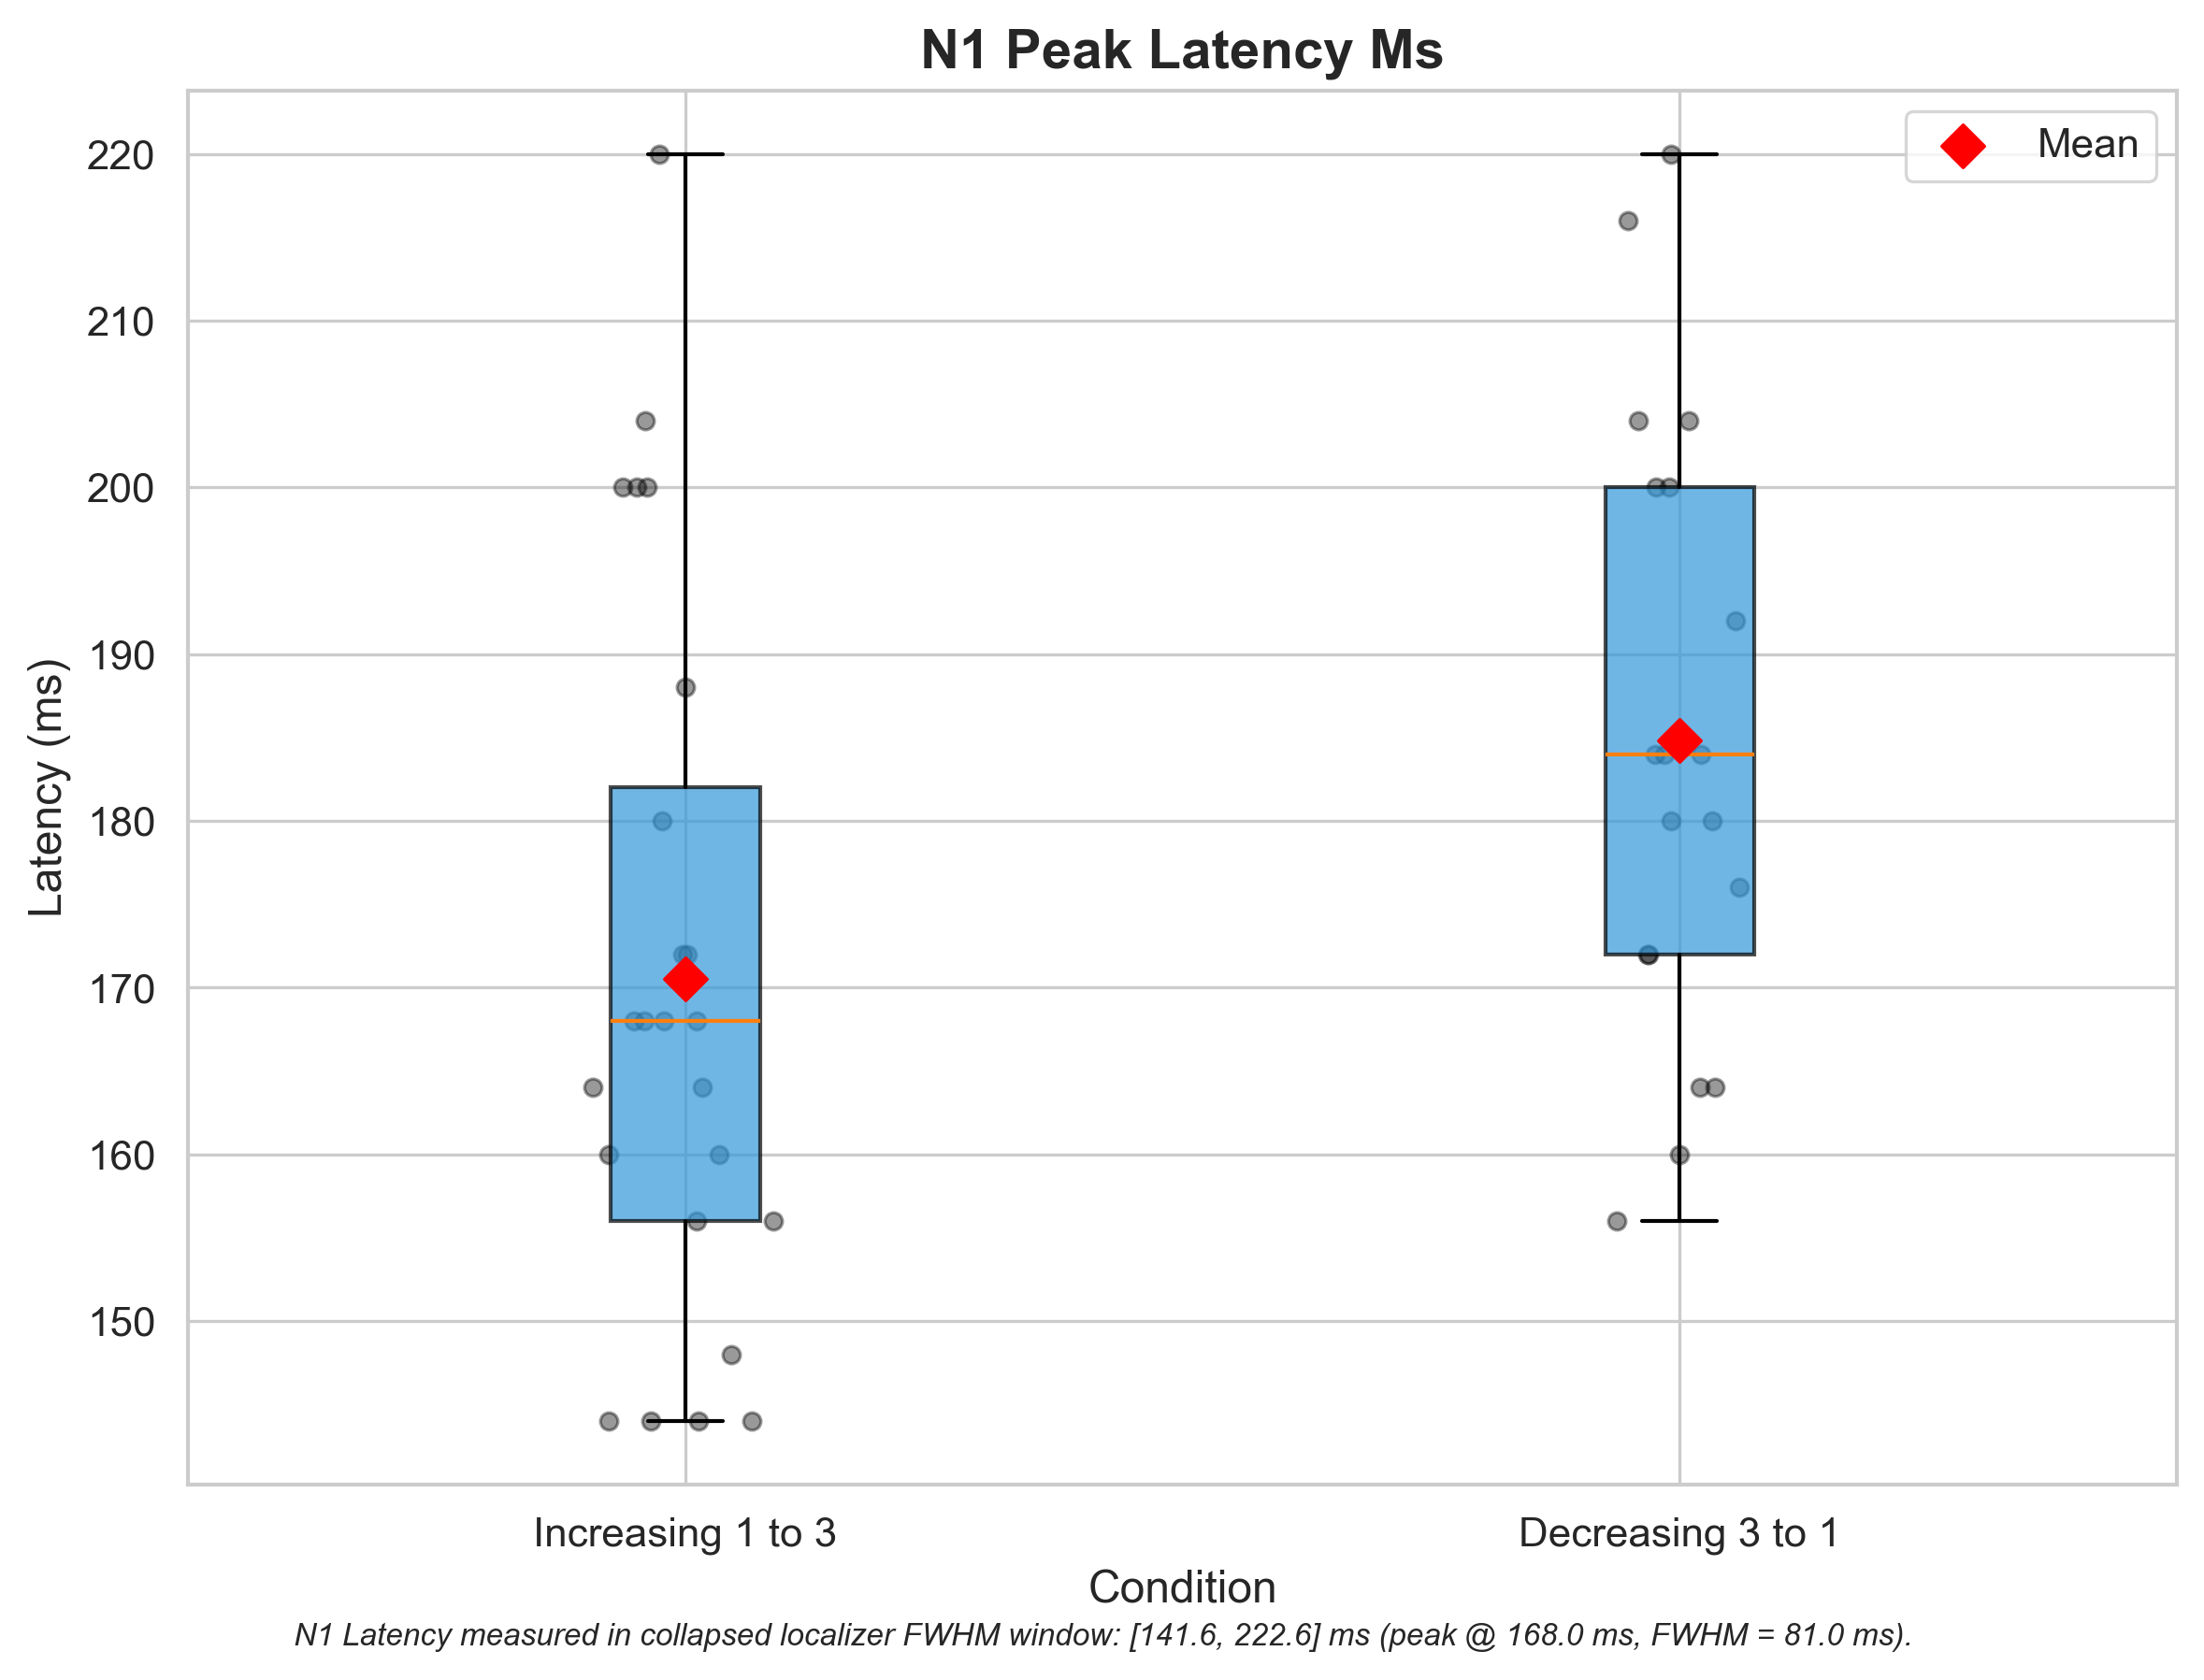 N1 Peak Latency Ms
Mean
Latency (ms)
220
210
200
190
180
170
160
150
Increasing 1 to 3
Decreasing 3 to 1
Condition
N1 Latency measured in collapsed localizer FWHM window: [141.6, 222.6] ms (peak @ 168.0 ms, FWHM = 81.0 ms).